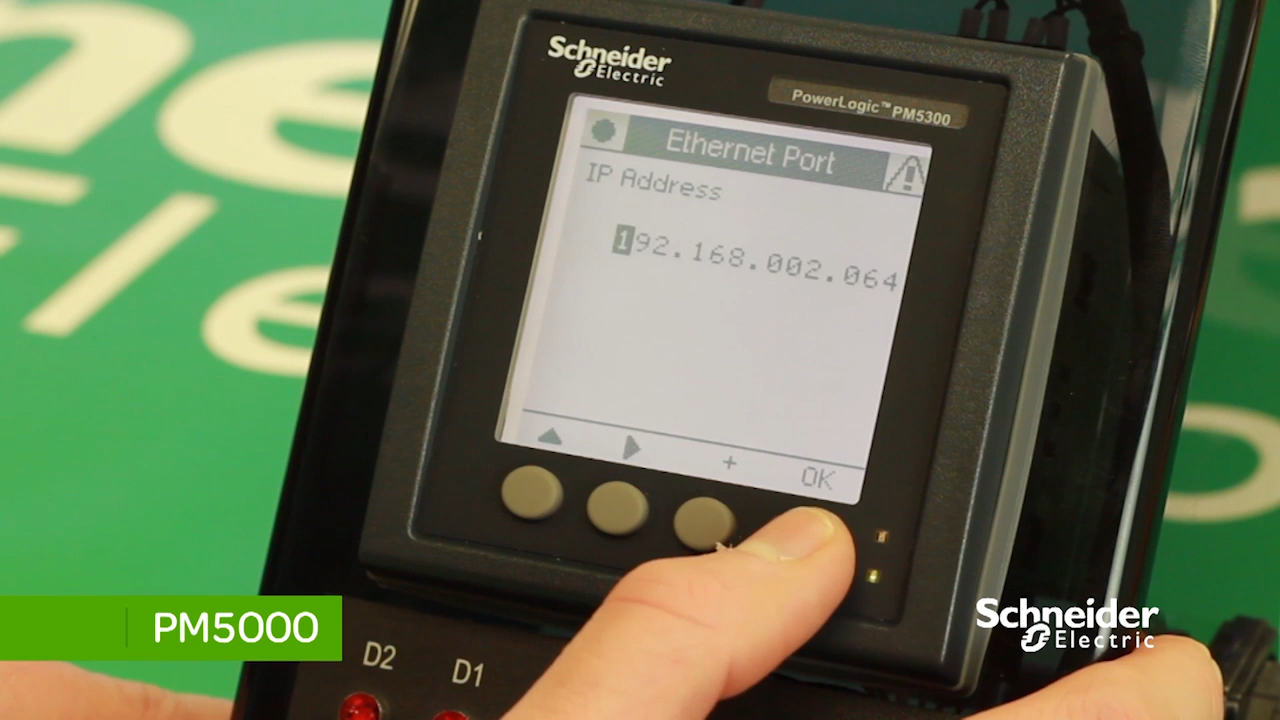 Schneider
Electric
PowerLogic™ PM5300
Ethernet Port
IP Address
192.168.002.064
+
OK
PM5000
D2
D1
Schneider
Electric